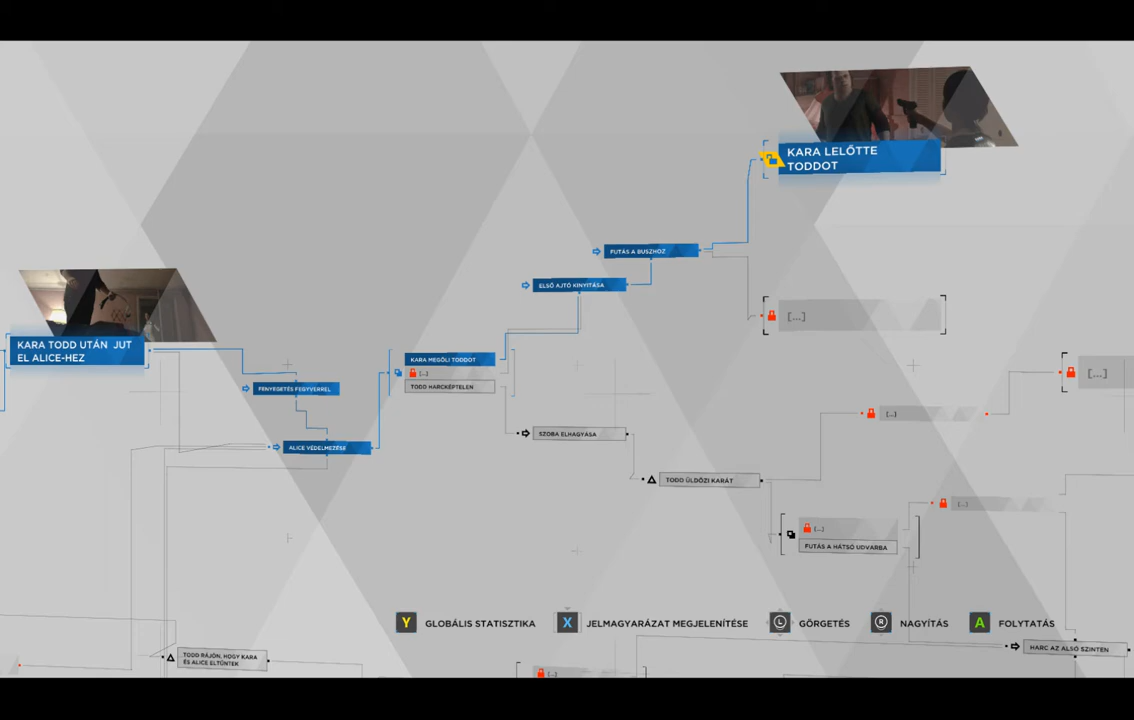 KARA LELŐTTE
TODDOT
FUTÁS A BUSZHOZ
ELSŐ AJTÓ KINYITÁSA
[...]
KARA TODD UTÁN JUT
EL ALICE-HEZ
KARA MEGÖLI TODDOT
[...]
TODD HARCKÉPTELEN
[...]
FENYEGETÉS FEGYVERREL
[...]
SZOBA ELHAGYÁSA
ALICE VÉDELMEZÉSE
TODD ÜLDÖZI KARÁT
[...]
[...]
FUTÁS A HÁTSÓ UDVARBA
Y GLOBÁLIS STATISZTIKA
X JELMAGYARÁZAT MEGJELENÍTÉSE
L GÖRGETÉS
R NAGYÍTÁS
A FOLYTATÁS
HARC AZ ALSÓ SZINTEN
TODD RÁJÖN, HOGY KARA
ÉS ALICE ELTŰNTEK
[...]